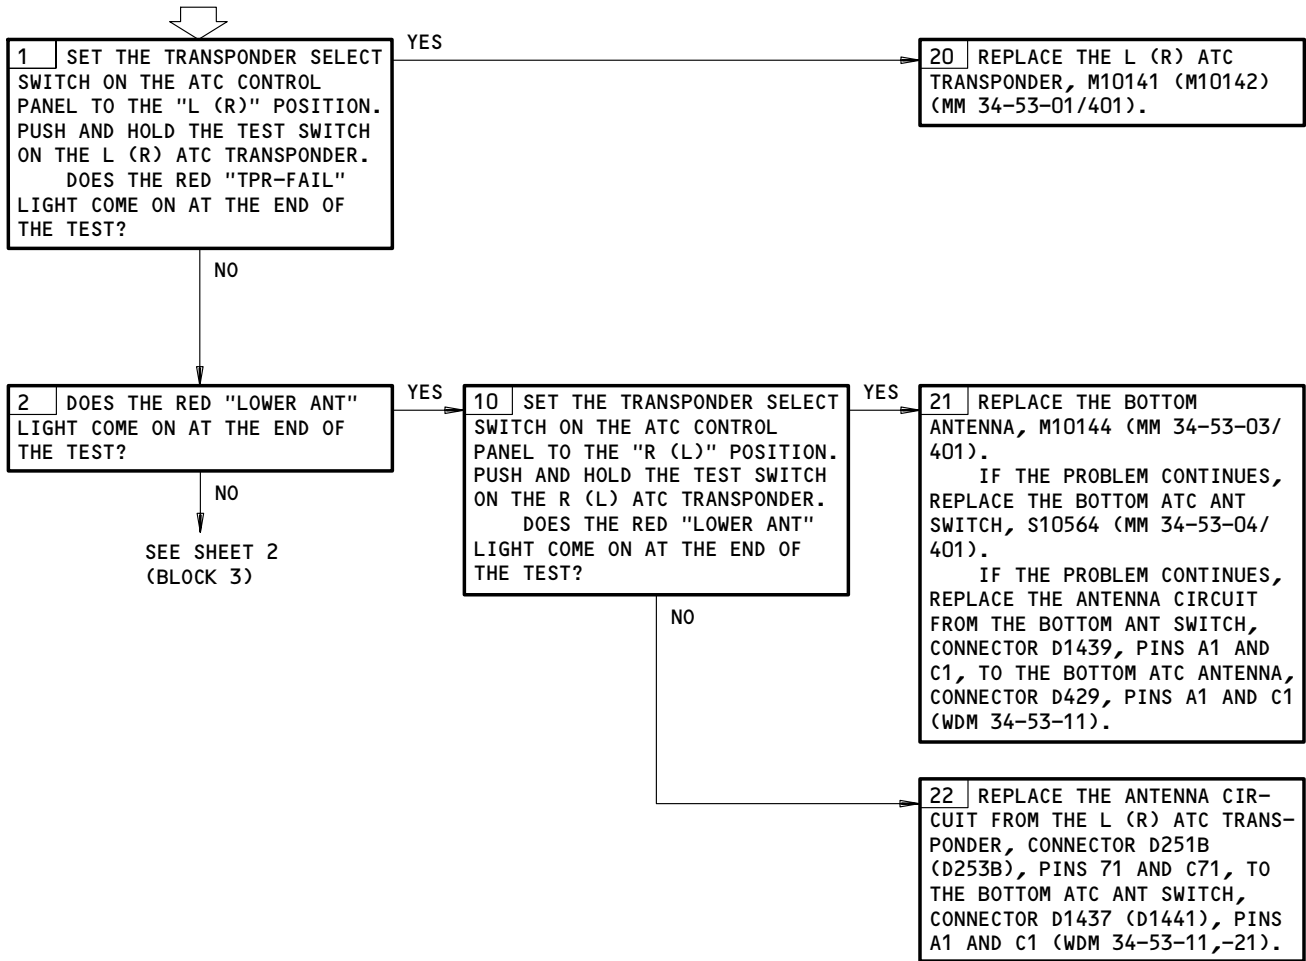 1 SET THE TRANSPONDER SELECT
SWITCH ON THE ATC CONTROL
PANEL TO THE "L (R)" POSITION.
PUSH AND HOLD THE TEST SWITCH
ON THE L (R) ATC TRANSPONDER.
DOES THE RED "TPR-FAIL"
LIGHT COME ON AT THE END OF
THE TEST?
YES
20 REPLACE THE L (R) ATC
TRANSPONDER, M10141 (M10142)
(MM 34-53-01/401).
NO
2 DOES THE RED "LOWER ANT"
LIGHT COME ON AT THE END OF
THE TEST?
YES
10 SET THE TRANSPONDER SELECT
SWITCH ON THE ATC CONTROL
PANEL TO THE "R (L)" POSITION.
PUSH AND HOLD THE TEST SWITCH
ON THE R (L) ATC TRANSPONDER.
DOES THE RED "LOWER ANT"
LIGHT COME ON AT THE END OF
THE TEST?
YES
21 REPLACE THE BOTTOM
ANTENNA, M10144 (MM 34-53-03/
401).
IF THE PROBLEM CONTINUES,
REPLACE THE BOTTOM ATC ANT
SWITCH, S10564 (MM 34-53-04/
401).
IF THE PROBLEM CONTINUES,
REPLACE THE ANTENNA CIRCUIT
FROM THE BOTTOM ANT SWITCH,
CONNECTOR D1439, PINS A1 AND
C1, TO THE BOTTOM ATC ANTENNA,
CONNECTOR D429, PINS A1 AND C1
(WDM 34-53-11).
NO
SEE SHEET 2
(BLOCK 3)
NO
22 REPLACE THE ANTENNA CIR-
CUIT FROM THE L (R) ATC TRANS-
PONDER, CONNECTOR D251B
(D253B), PINS 71 AND C71, TO
THE BOTTOM ATC ANT SWITCH,
CONNECTOR D1437 (D1441), PINS
A1 AND C1 (WDM 34-53-11,-21).